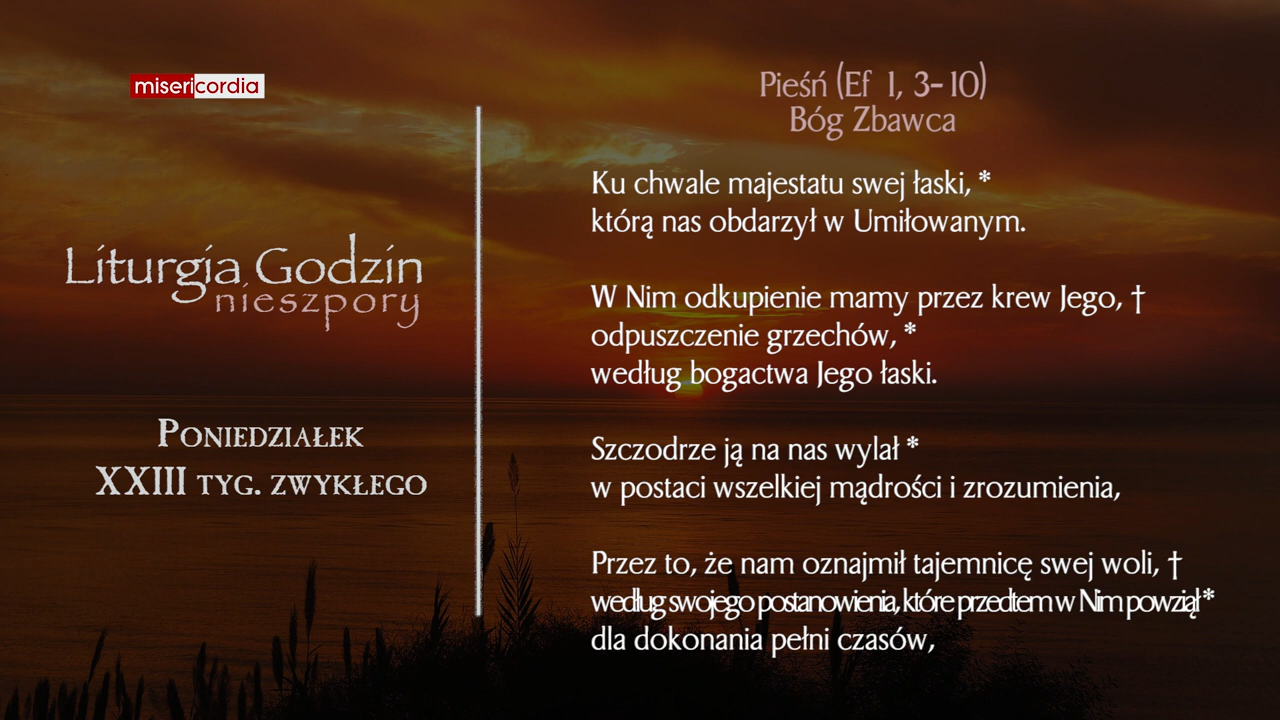 misericordia
Liturgia Godzin
nieszpory
Poniedziałek
XXIII tyg. zwykłego
Pieśń (Ef 1, 3-10)
Bóg Zbawca
Ku chwale majestatu swej łaski, *
którą nas obdarzył w Umiłowanym.
W Nim odkupienie mamy przez krew Jego, †
odpuszczenie grzechów, *
według bogactwa Jego łaski.
Szczodrze ją na nas wylał *
w postaci wszelkiej mądrości i zrozumienia,
Przez to, że nam oznajmił tajemnicę swej woli, †
według swojego postanowienia, które przedtem w Nim powziął *
dla dokonania pełni czasów,